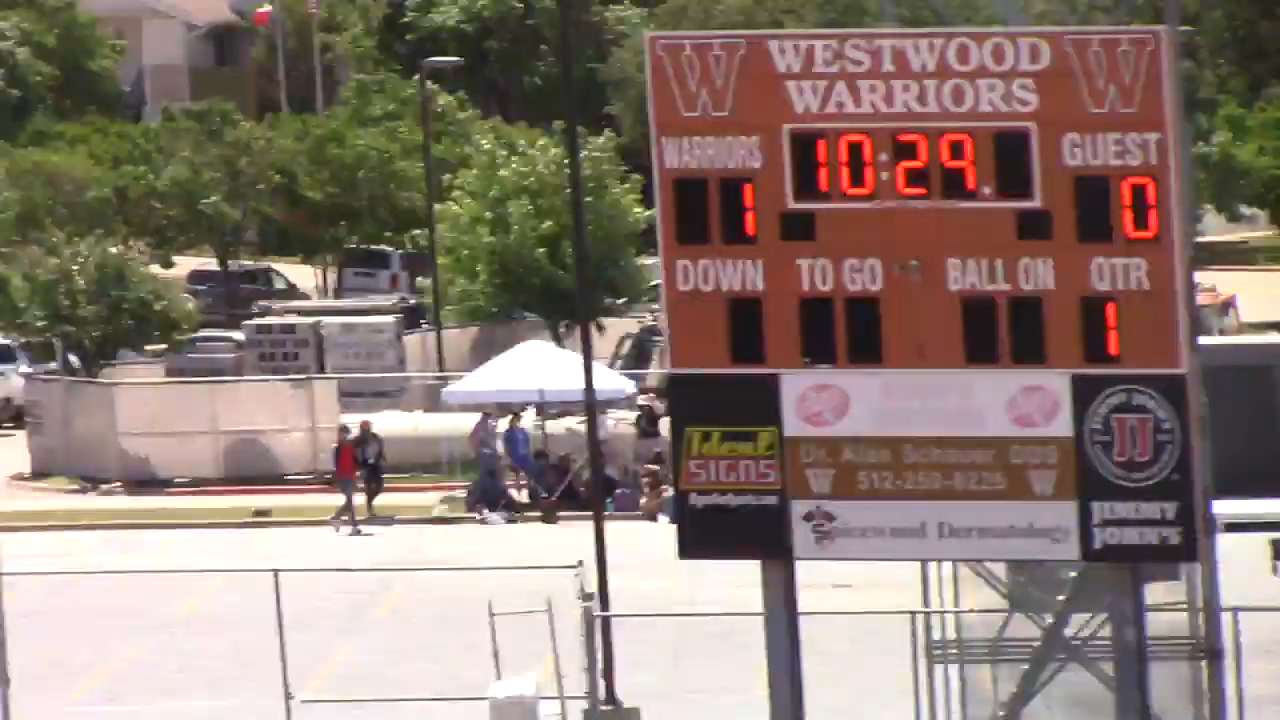 W WESTWOOD W
WARRIORS
WARRIORS 10:29 GUEST
1 0
DOWN TO GO BALL ON QTR
1
Ideal
SIGNS
Dr. Alan Schauer, DDS
W 512-250-8225 W
Spicewood Dermatology
JJ
JIMMY
JOHN'S